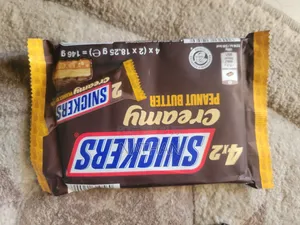 4x2
SNICKERS
creamy
PEANUT BUTTER
2
SNICKERS
creamy
4 x (2 x 18,25 g) (℮) = 146 g